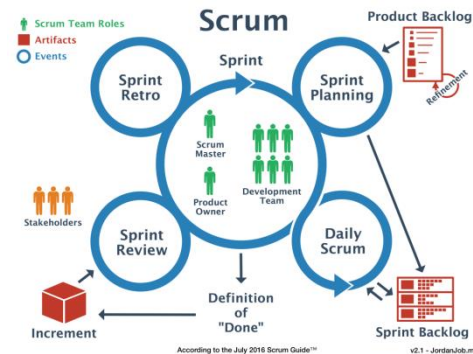 Scrum
Scrum Team Roles
Artifacts
Events
Product Backlog
Refinement
Sprint
Retro
Sprint
Sprint
Planning
Scrum
Master
Product
Owner
Development
Team
Stakeholders
Sprint
Review
Daily
Scrum
Increment
Definition
of
"Done"
Sprint Backlog
According to the July 2016 Scrum Guide™
v2.1 - JordanJob.m